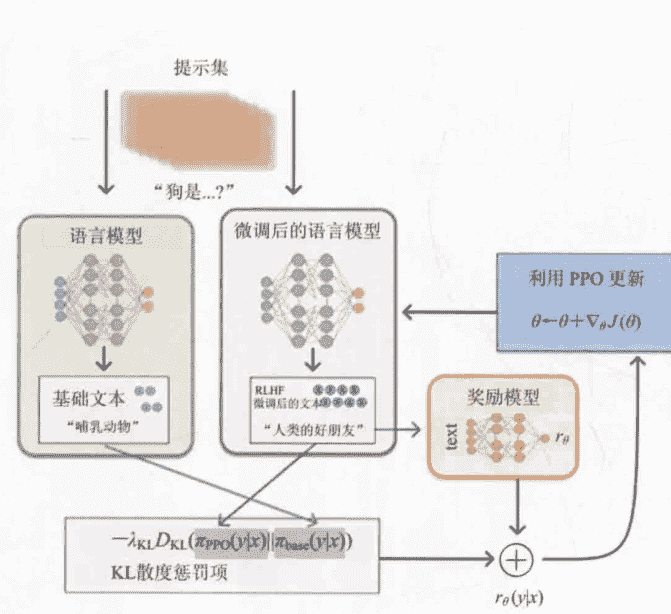 提示集
“狗是...?”
语言模型
微调后的语言模型
基础文本
“哺乳动物”
RLHF
微调后的文本
“人类的好朋友”
利用 PPO 更新
θ←θ+∇θJ(θ)
奖励模型
text
rθ
−λKL DKL(πPPO(y|x)||πbase(y|x))
KL散度惩罚项
+
rθ(y|x)